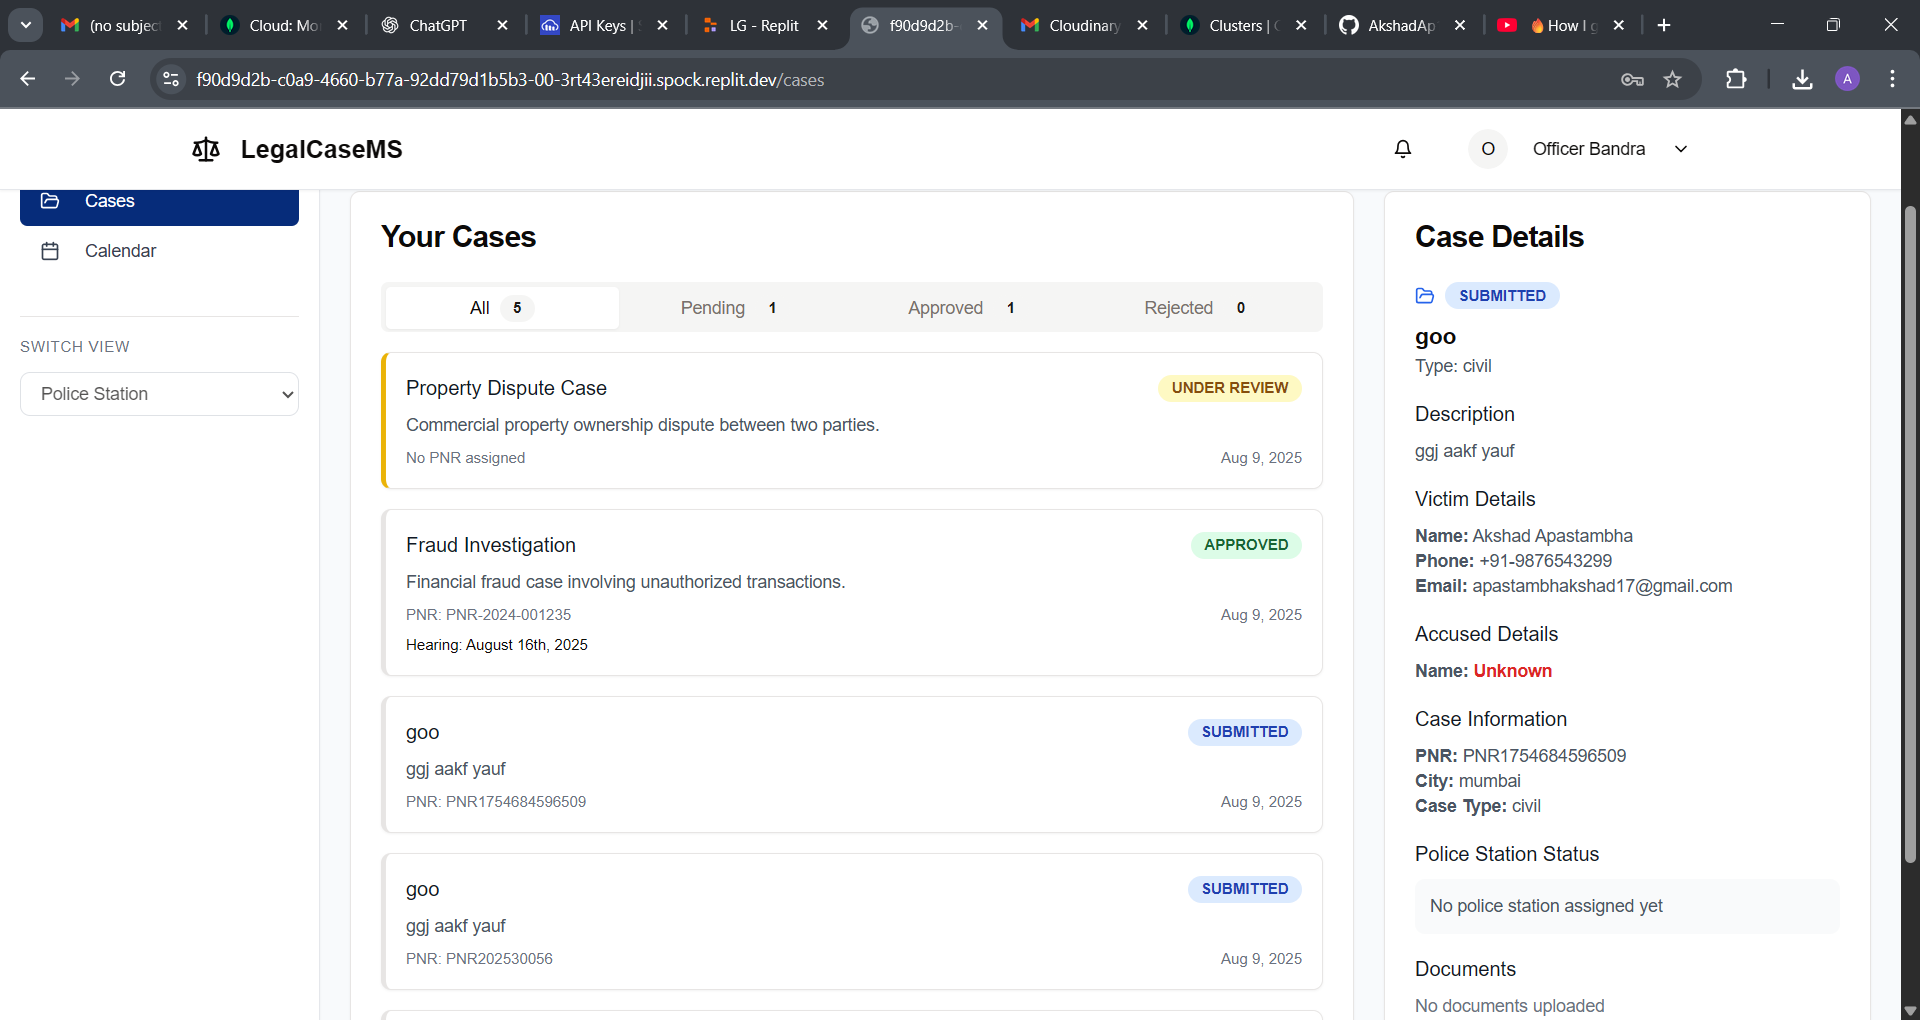 (no subject
Cloud: Mo
ChatGPT
API Keys |
LG - Replit
f90d9d2b-
Cloudinary
Clusters |
AkshadAp
🔥How I g
f90d9d2b-c0a9-4660-b77a-92dd79d1b5b3-00-3rt43ereidjii.spock.replit.dev/cases
A
LegalCaseMS
O
Officer Bandra
Cases
Calendar
SWITCH VIEW
Police Station
Your Cases
All 5
Pending 1
Approved 1
Rejected 0
Property Dispute Case
UNDER REVIEW
Commercial property ownership dispute between two parties.
No PNR assigned
Aug 9, 2025
Fraud Investigation
APPROVED
Financial fraud case involving unauthorized transactions.
PNR: PNR-2024-001235
Aug 9, 2025
Hearing: August 16th, 2025
goo
SUBMITTED
ggj aakf yauf
PNR: PNR1754684596509
Aug 9, 2025
goo
SUBMITTED
ggj aakf yauf
PNR: PNR202530056
Aug 9, 2025
Case Details
SUBMITTED
goo
Type: civil
Description
ggj aakf yauf
Victim Details
Name: Akshad Apastambha
Phone: +91-9876543299
Email: apastambhakshad17@gmail.com
Accused Details
Name: Unknown
Case Information
PNR: PNR1754684596509
City: mumbai
Case Type: civil
Police Station Status
No police station assigned yet
Documents
No documents uploaded